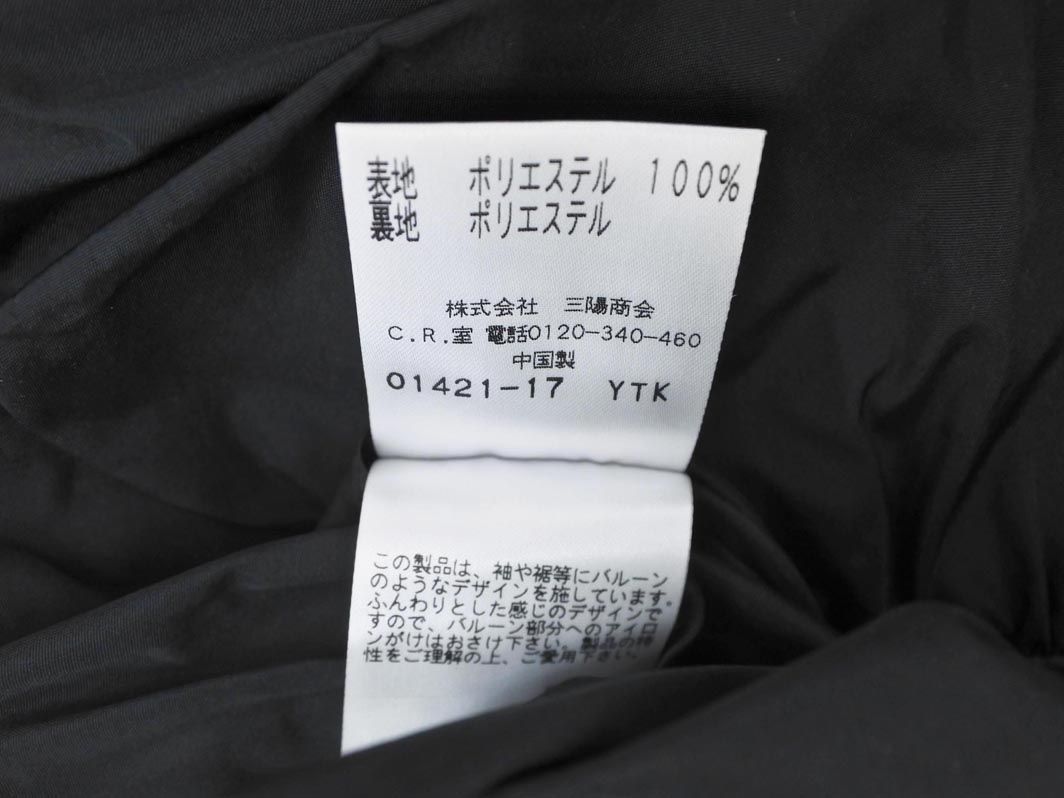 表地 ポリエステル 100%
裏地 ポリエステル
株式会社 三陽商会
C.R.室 電話0120-340-460
中国製
01421-17 YTK
この製品は、袖や裾等にバルーン
のようなデザインを施しています。
ふんわりとした感じのデザインで
すので、バルーン部分へのアイロ
ンがけはおさけ下さい。製品の特
性をご理解の上、ご愛用下さい。